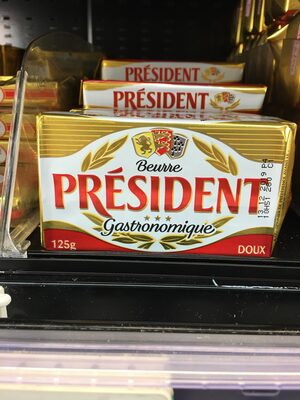 PRÉSIDENT
PRÉSIDENT
Beurre
PRÉSIDENT
Gastronomique
125g
DOUX